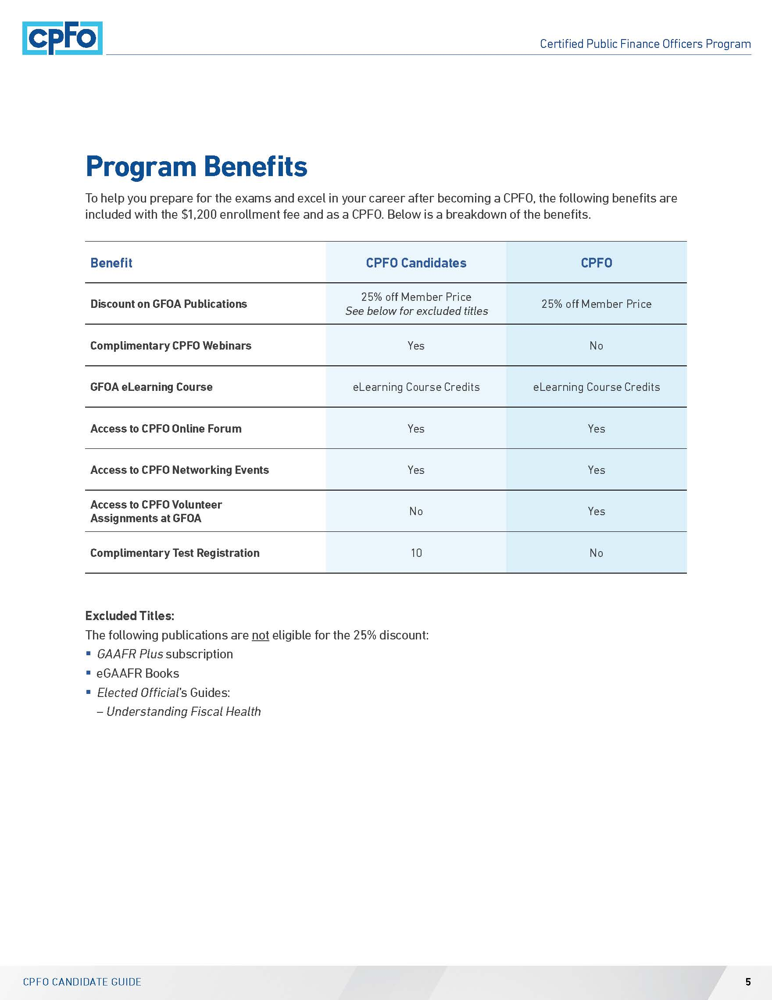 cpFo
Certified Public Finance Officers Program
Program Benefits
To help you prepare for the exams and excel in your career after becoming a CPFO, the following benefits are
included with the $1,200 enrollment fee and as a CPFO. Below is a breakdown of the benefits.
Benefit CPFO Candidates CPFO
Discount on GFOA Publications 25% off Member Price See below for excluded titles 25% off Member Price
Complimentary CPFO Webinars Yes No
GFOA eLearning Course eLearning Course Credits eLearning Course Credits
Access to CPFO Online Forum Yes Yes
Access to CPFO Networking Events Yes Yes
Access to CPFO Volunteer
Assignments at GFOA No Yes
Complimentary Test Registration 10 No
Excluded Titles:
The following publications are not eligible for the 25% discount:
▪ GAAFR Plus subscription
▪ eGAAFR Books
▪ Elected Official's Guides:
– Understanding Fiscal Health
CPFO CANDIDATE GUIDE 5